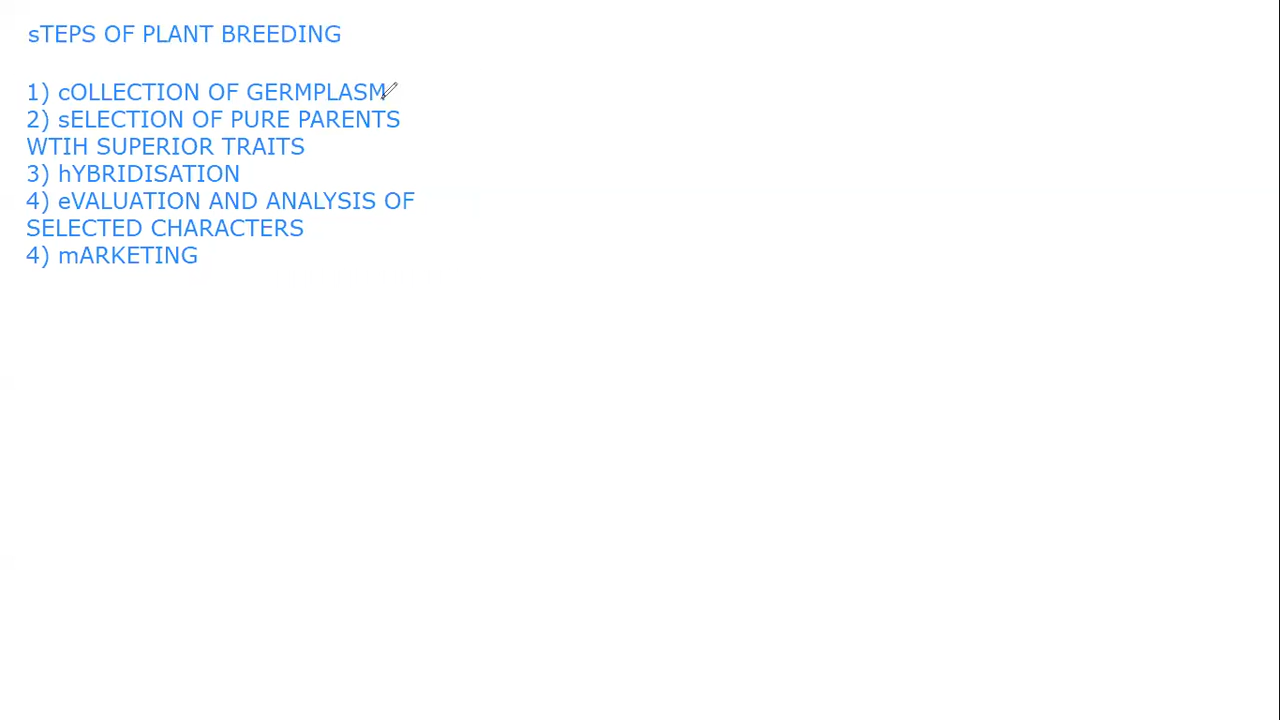 sTEPS OF PLANT BREEDING
1) cOLLECTION OF GERMPLASM
2) sELECTION OF PURE PARENTS
WTIH SUPERIOR TRAITS
3) hYBRIDISATION
4) eVALUATION AND ANALYSIS OF
SELECTED CHARACTERS
4) mARKETING